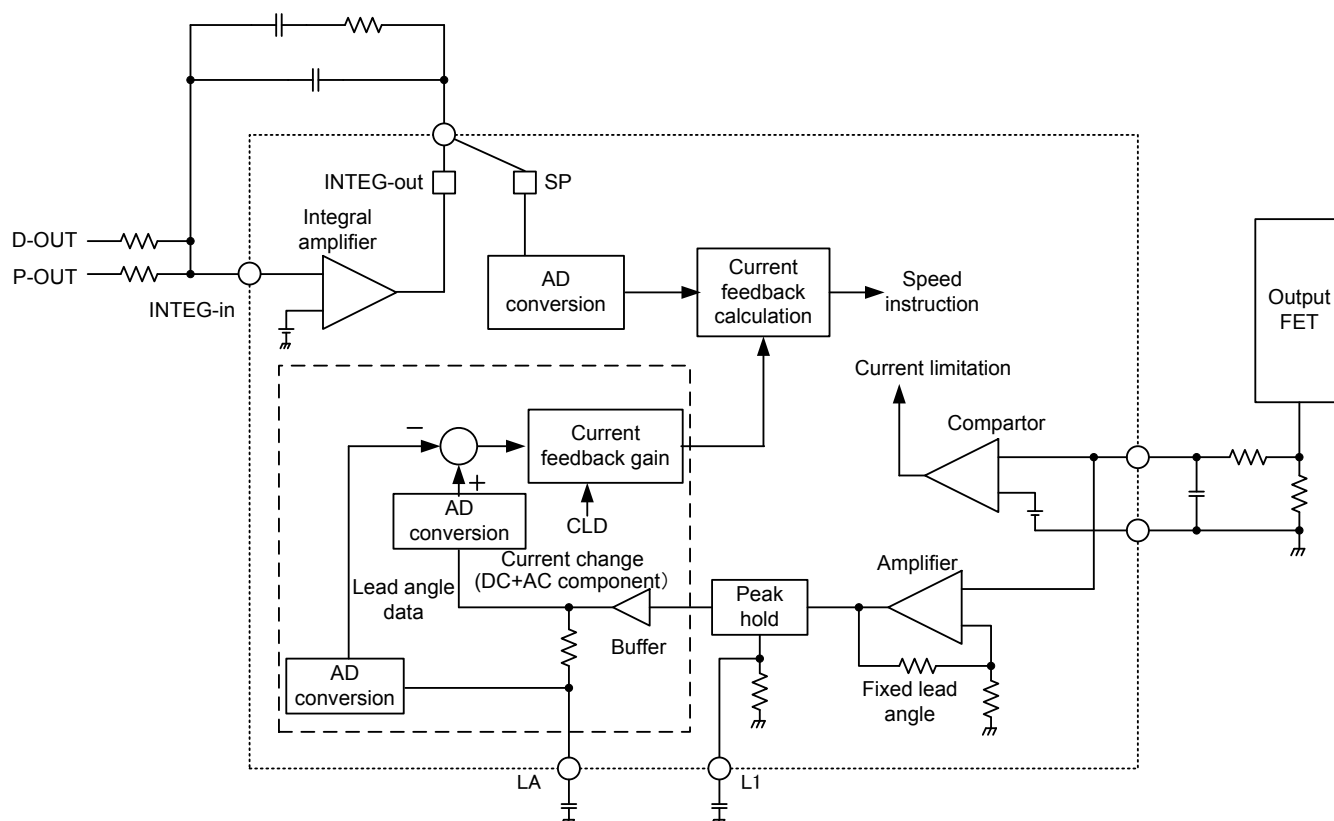 INTEG-out
SP
D-OUT
P-OUT
INTEG-in
Integral
amplifier
AD
conversion
Current
feedback
calculation
Speed
instruction
Output
FET
Current limitation
Compartor
−
+
Current
feedback gain
AD
conversion
CLD
Current change
(DC+AC component）
Lead angle
data
Buffer
Peak
hold
Amplifier
AD
conversion
Fixed lead
angle
LA
L1